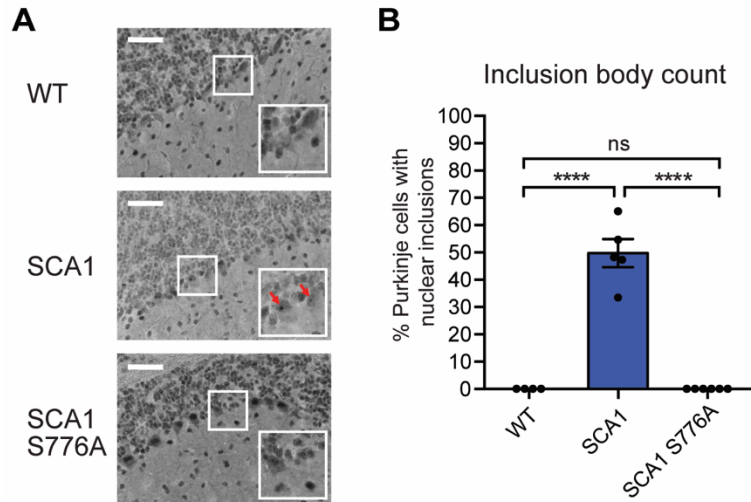 A
WT
SCA1
SCA1
S776A
B
Inclusion body count
% Purkinje cells with
nuclear inclusions
100
90
80
70
60
50
40
30
20
10
0
ns
****
****
WT
SCA1
SCA1 S776A